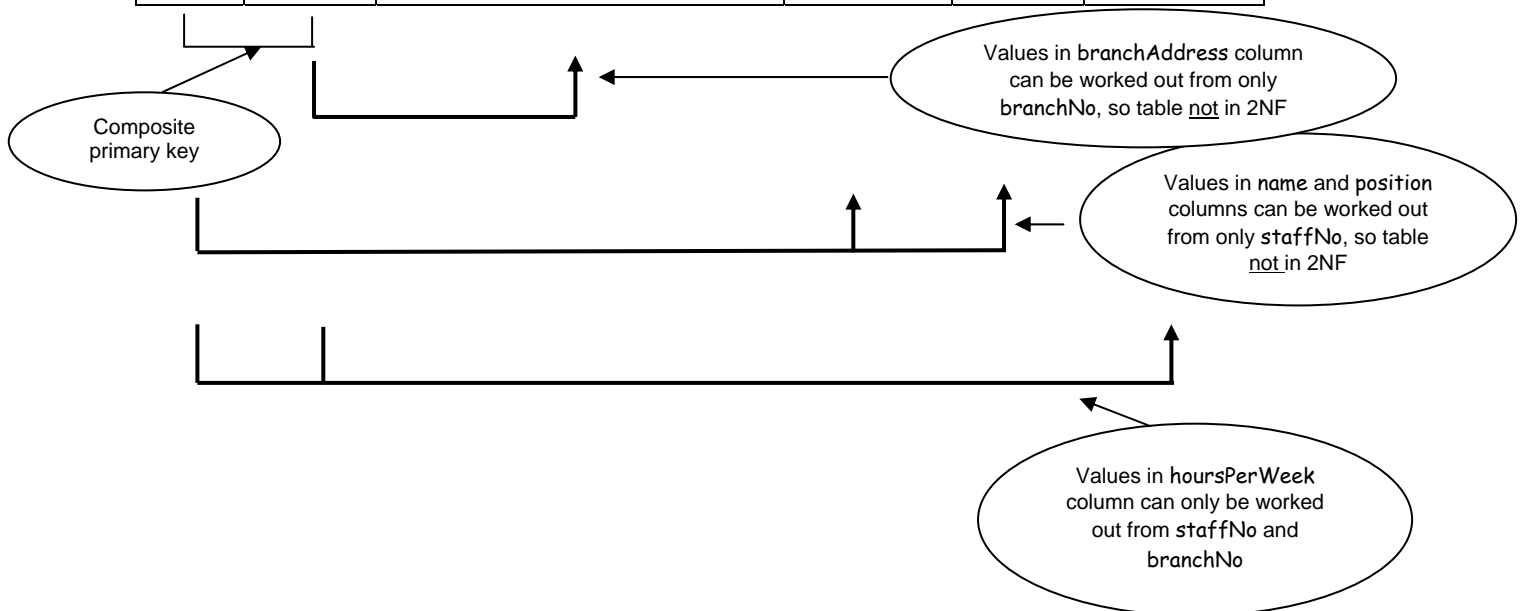 Values in branchAddress column
can be worked out from only
branchNo, so table not in 2NF
Composite
primary key
Values in name and position
columns can be worked out
from only staffNo, so table
not in 2NF
Values in hoursPerWeek
column can only be worked
out from staffNo and
branchNo